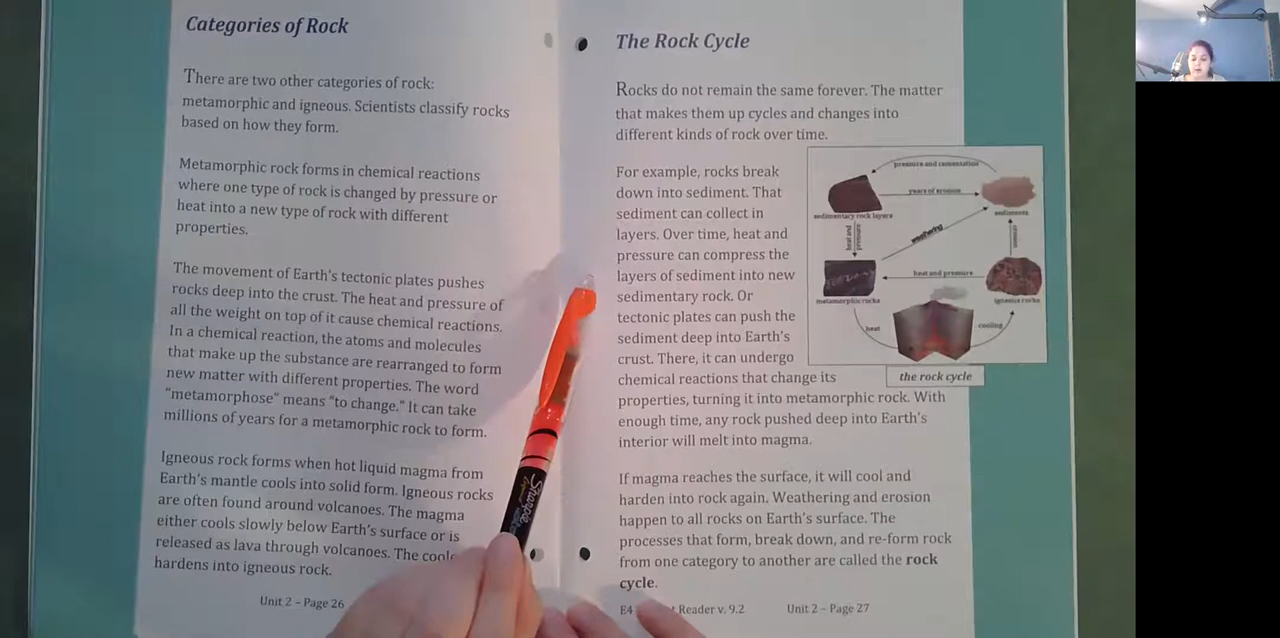 Categories of Rock
There are two other categories of rock:
metamorphic and igneous. Scientists classify rocks
based on how they form.
Metamorphic rock forms in chemical reactions
where one type of rock is changed by pressure or
heat into a new type of rock with different
properties.
The movement of Earth's tectonic plates pushes
rocks deep into the crust. The heat and pressure of
all the weight on top of it cause chemical reactions.
In a chemical reaction, the atoms and molecules
that make up the substance are rearranged to form
new matter with different properties. The word
"metamorphose" means "to change." It can take
millions of years for a metamorphic rock to form.
Igneous rock forms when hot liquid magma from
Earth's mantle cools into solid form. Igneous rocks
are often found around volcanoes. The magma
either cools slowly below Earth's surface or is
released as lava through volcanoes. The
hardens into igneous rock.
Unit 2 – Page 26
The Rock Cycle
Rocks do not remain the same forever. The matter
that makes them up cycles and changes into
different kinds of rock over time.
For example, rocks break
down into sediment. That
sediment can collect in
layers. Over time, heat and
pressure can compress the
layers of sediment into new
sedimentary rock. Or
tectonic plates can push the
sediment deep into Earth's
crust. There, it can undergo
chemical reactions that change its
properties, turning it into metamorphic rock. With
enough time, any rock pushed deep into Earth's
interior will melt into magma.
pressure and cementation
years of erosion
sedimentary rock layers
sediments
heat and
pressure
weathering
erosion
heat and pressure
metamorphic rocks
igneous rocks
heat
cooling
the rock cycle
If magma reaches the surface, it will cool and
harden into rock again. Weathering and erosion
happen to all rocks on Earth's surface. The
processes that form, break down, and re-form rock
from one category to another are called the rock
cycle.
E4 Reader v. 9.2 Unit 2 – Page 27
Sharpie